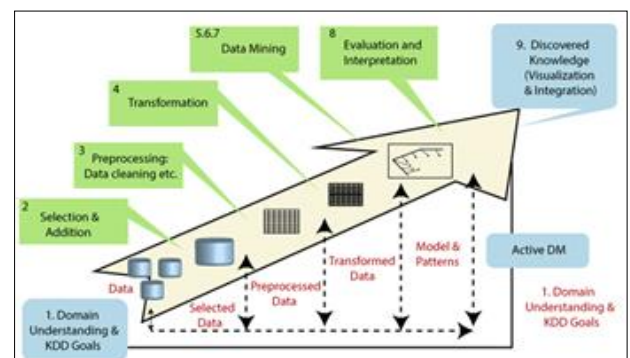 5.6.7
Data Mining
8
Evaluation and
Interpretation
9. Discovered
Knowledge
(Visualization
& Integration)
4
Transformation
3
Preprocessing:
Data cleaning etc.
2
Selection &
Addition
Data
Selected
Data
Preprocessed
Data
Transformed
Data
Model &
Patterns
Active DM
1. Domain
Understanding &
KDD Goals
1. Domain
Understanding &
KDD Goals